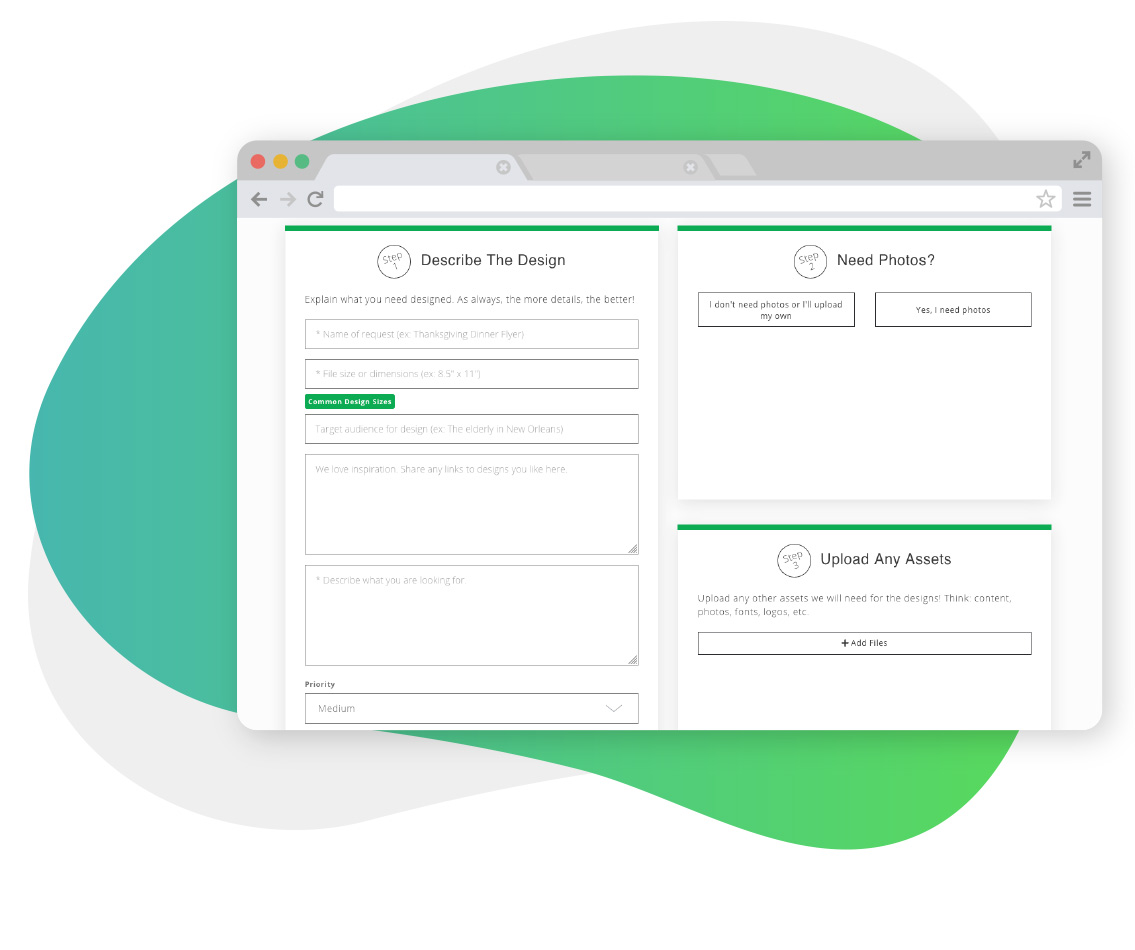 Step 1
Describe The Design
Explain what you need designed. As always, the more details, the better!
* Name of request (ex: Thanksgiving Dinner Flyer)
* File size or dimensions (ex: 8.5" x 11")
Common Design Sizes
Target audience for design (ex: The elderly in New Orleans)
We love inspiration. Share any links to designs you like here.
* Describe what you are looking for.
Priority
Medium
Step 2
Need Photos?
I don't need photos or I'll upload
my own
Yes, I need photos
Step 3
Upload Any Assets
Upload any other assets we will need for the designs! Think: content,
photos, fonts, logos, etc.
+ Add Files